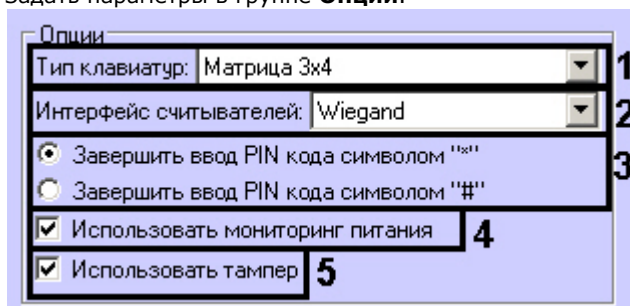 Задать параметры в группе Опции.
Опции
Тип клавиатур: Матрица 3x4 1
Интерфейс считывателей: Wiegand 2
Завершить ввод PIN кода символом "*" 3
Завершить ввод PIN кода символом "#"
Использовать мониторинг питания 4
Использовать тампер 5